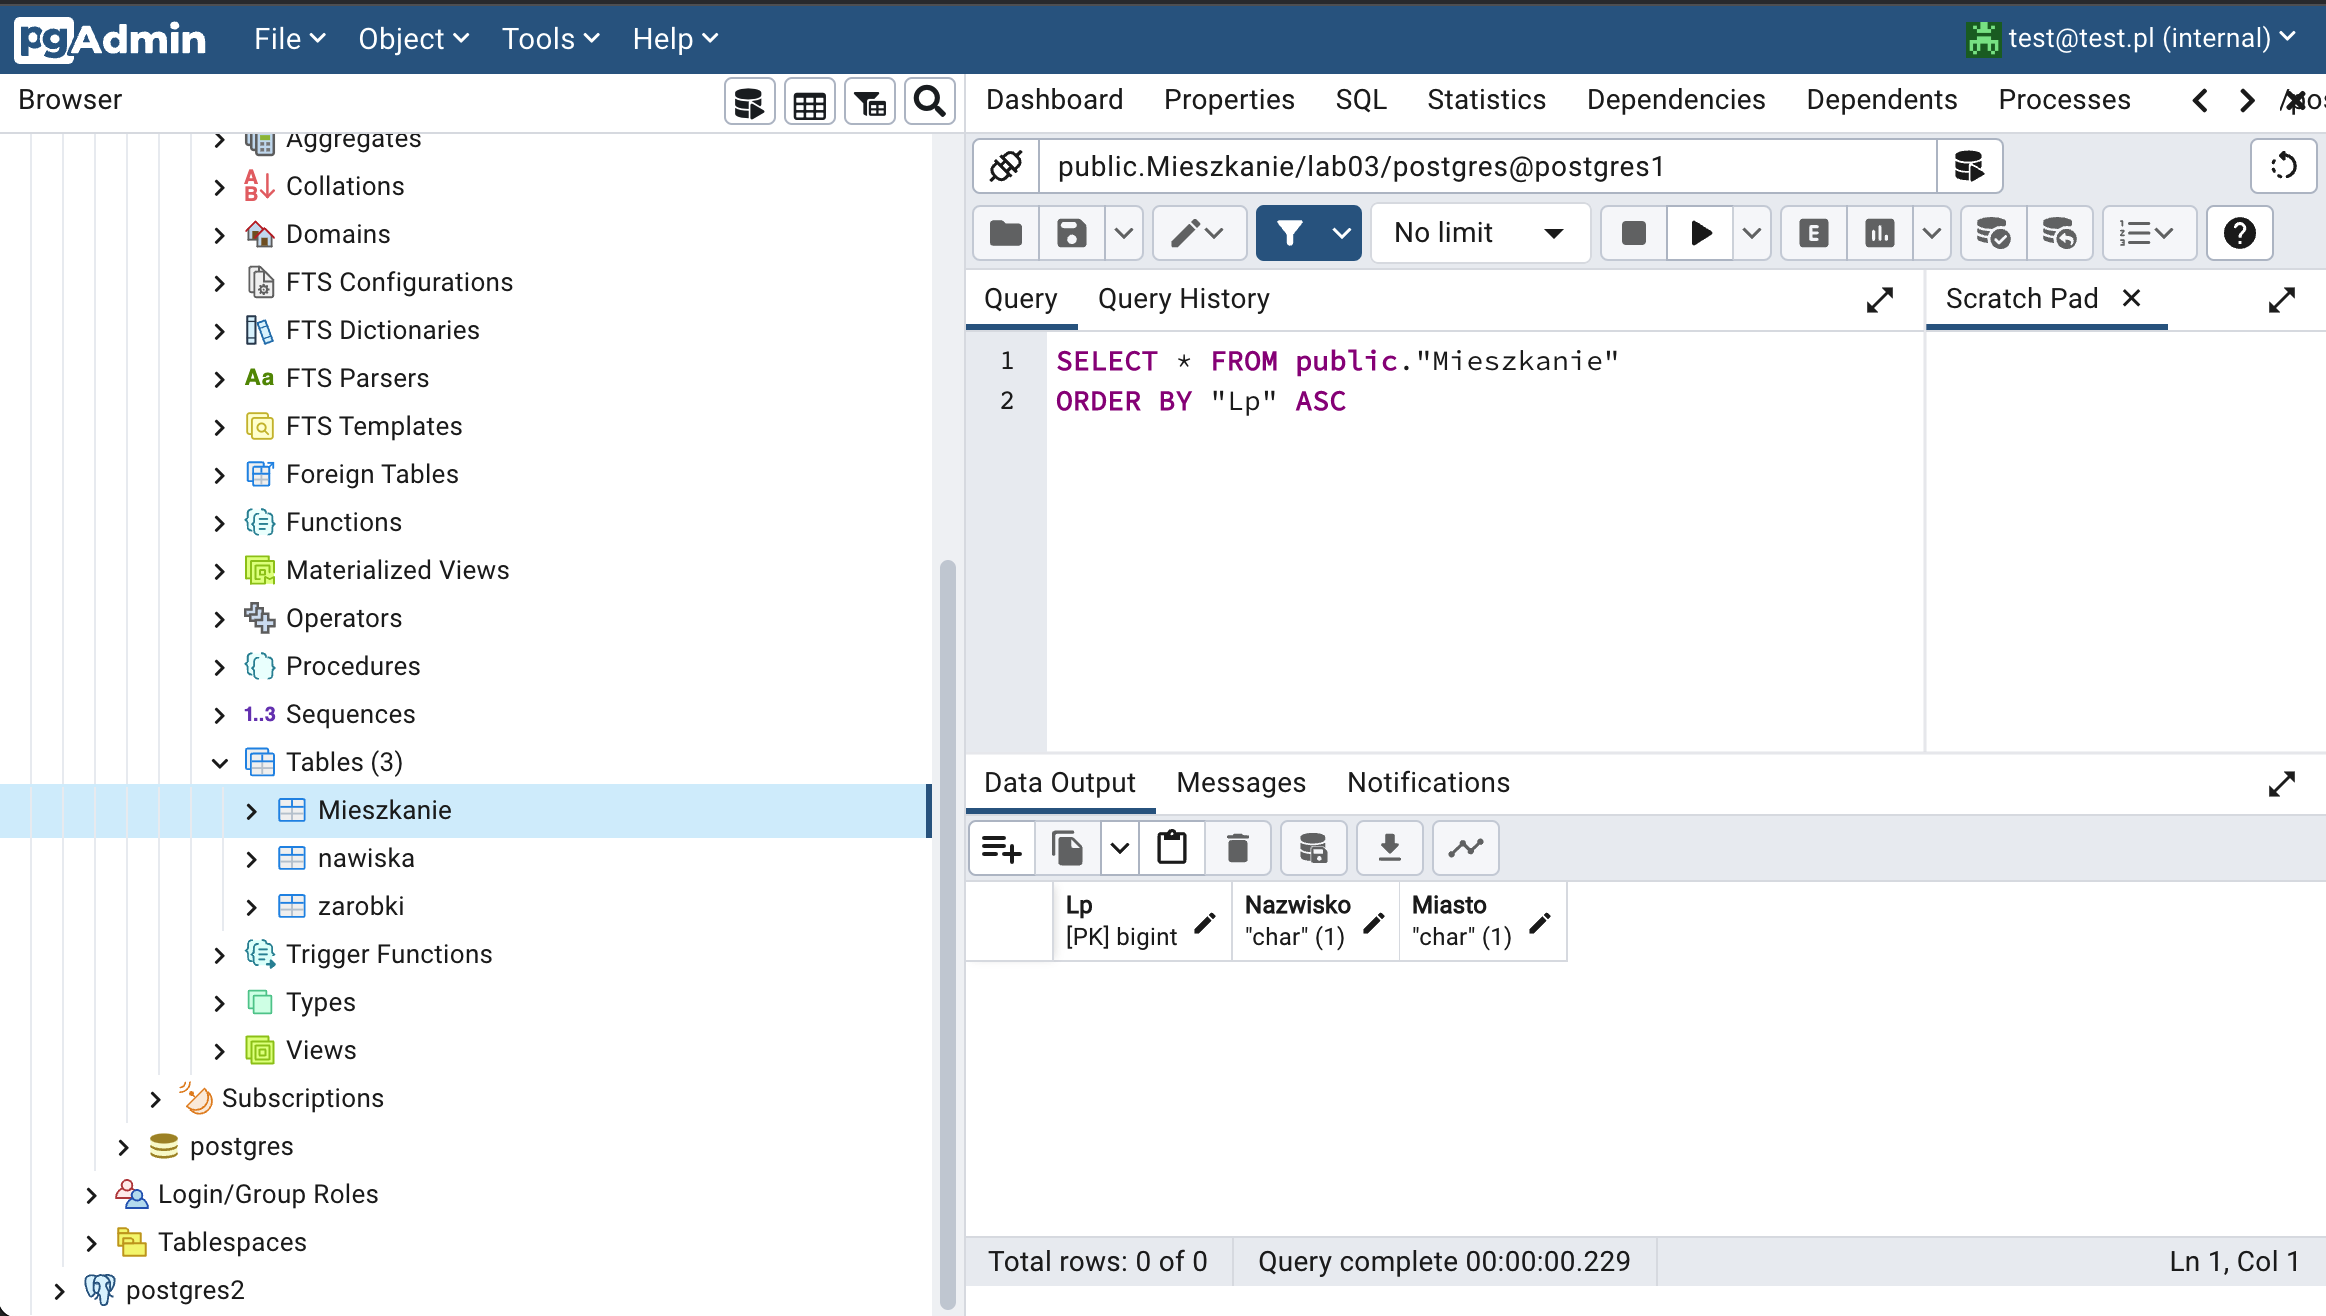 pgAdmin File Object Tools Help test@test.pl (internal)
Browser
Dashboard Properties SQL Statistics Dependencies Dependents Processes
Aggregates
Collations
Domains
FTS Configurations
FTS Dictionaries
Aa FTS Parsers
FTS Templates
Foreign Tables
Functions
Materialized Views
Operators
Procedures
1..3 Sequences
Tables (3)
Mieszkanie
nawiska
zarobki
Trigger Functions
Types
Views
Subscriptions
postgres
Login/Group Roles
Tablespaces
postgres2
public.Mieszkanie/lab03/postgres@postgres1
No limit
Query Query History Scratch Pad
1 SELECT * FROM public."Mieszkanie"
2 ORDER BY "Lp" ASC
Data Output Messages Notifications
Lp Nazwisko Miasto
[PK] bigint "char" (1) "char" (1)
Total rows: 0 of 0 Query complete 00:00:00.229 Ln 1, Col 1